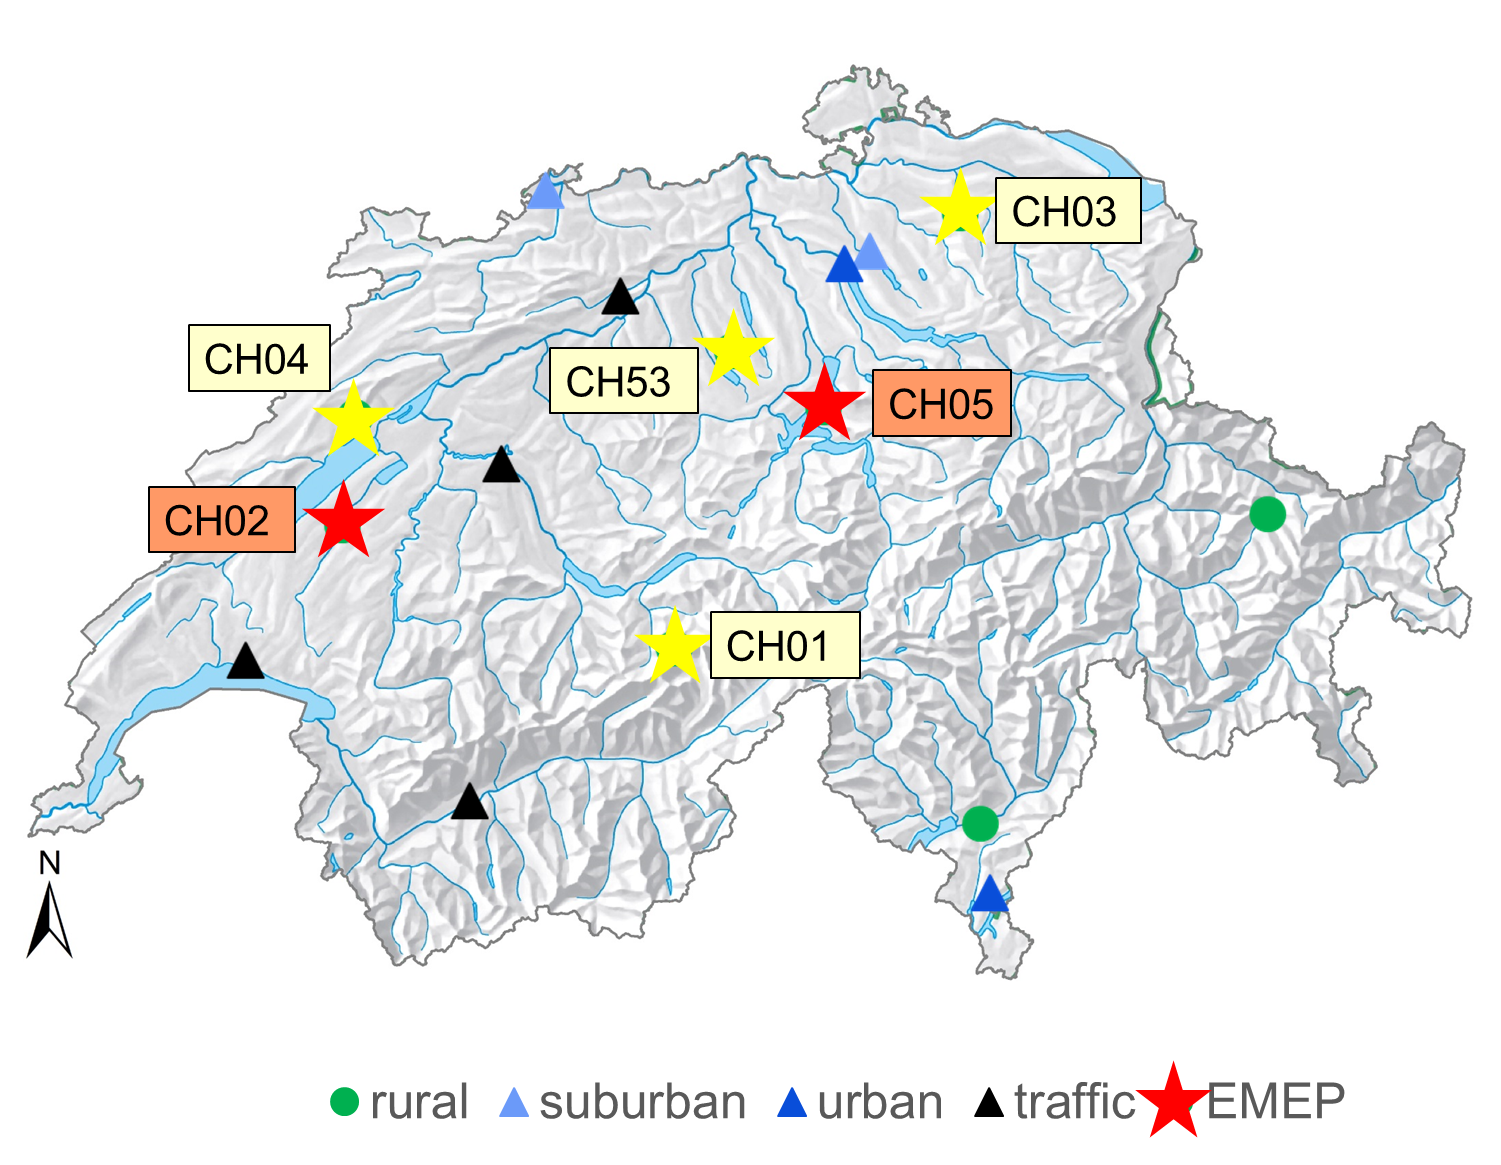 CH03
CH04
CH53
CH05
CH02
CH01
N
rural suburban urban traffic EMEP